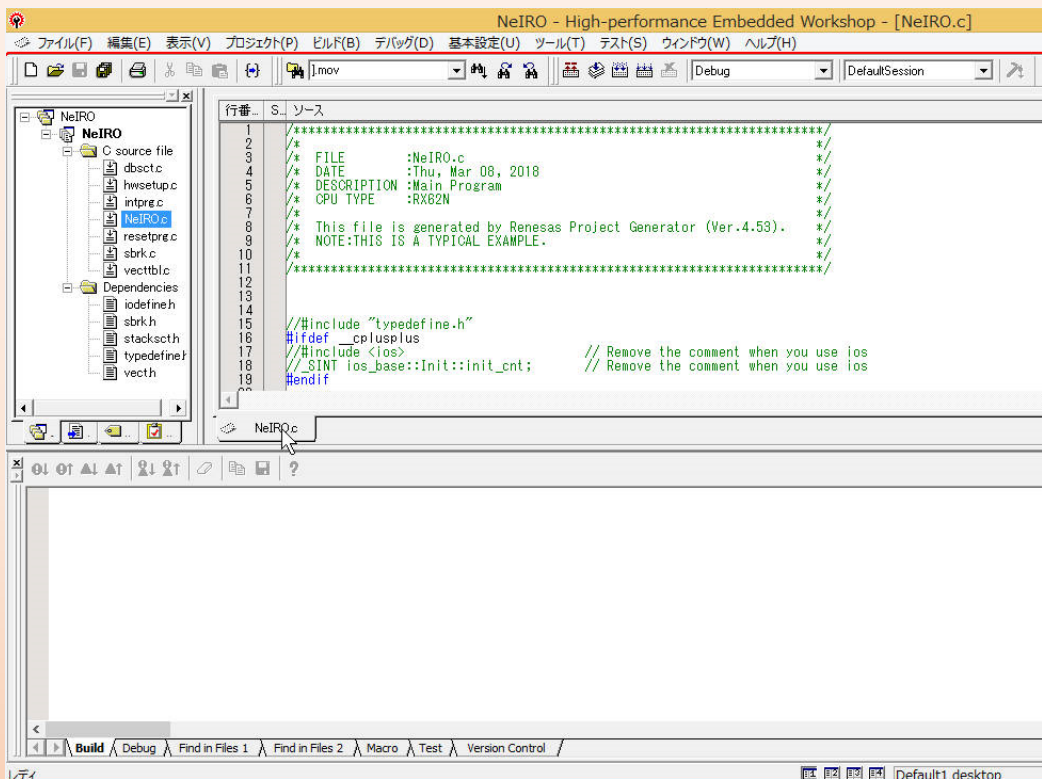 NeIRO - High-performance Embedded Workshop - [NeIRO.c]
ファイル(F) 編集(E) 表示(V) プロジェクト(P) ビルド(B) デバッグ(D) 基本設定(U) ツール(T) テスト(S) ウィンドウ(W) ヘルプ(H)
].mov Debug DefaultSession
NeIRO
NeIRO
C source file
dbsct.c
hwsetup.c
intprg.c
NeIRO.c
resetprg.c
sbrk.c
vecttbl.c
Dependencies
iodefine.h
sbrk.h
stacksct.h
typedefine.h
vect.h
行番... S... ソース
1 /***********************************************************************/
2 /* */
3 /* FILE :NeIRO.c */
4 /* DATE :Thu, Mar 08, 2018 */
5 /* DESCRIPTION :Main Program */
6 /* CPU TYPE :RX62N */
7 /* */
8 /* This file is generated by Renesas Project Generator (Ver.4.53). */
9 /* NOTE:THIS IS A TYPICAL EXAMPLE. */
10 /* */
11 /***********************************************************************/
12
13
14
15 //#include "typedefine.h"
16 #ifdef __cplusplus
17 //#include <ios> // Remove the comment when you use ios
18 //_SINT ios_base::Init::init_cnt; // Remove the comment when you use ios
19 #endif
NeIRO.c
Build Debug Find in Files 1 Find in Files 2 Macro Test Version Control
レディ Default1 desktop